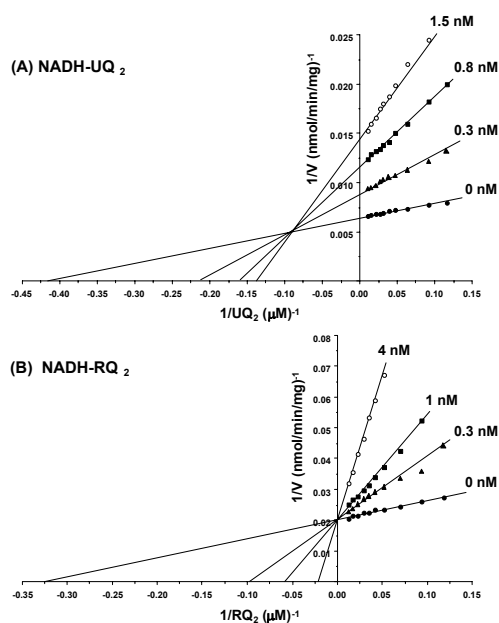 (A) NADH-UQ 2
1.5 nM
0.8 nM
0.3 nM
0 nM
1/V (nmol/min/mg)-1
0.025
0.020
0.015
0.010
0.005
-0.45 -0.40 -0.35 -0.30 -0.25 -0.20 -0.15 -0.10 -0.05 0.00 0.05 0.10 0.15
1/UQ2 (μM)-1
(B) NADH-RQ 2
4 nM
1 nM
0.3 nM
0 nM
1/V (nmol/min/mg)-1
0.08
0.07
0.06
0.05
0.04
0.03
0.02
0.01
-0.35 -0.30 -0.25 -0.20 -0.15 -0.10 -0.05 0.00 0.05 0.10 0.15
1/RQ2 (μM)-1